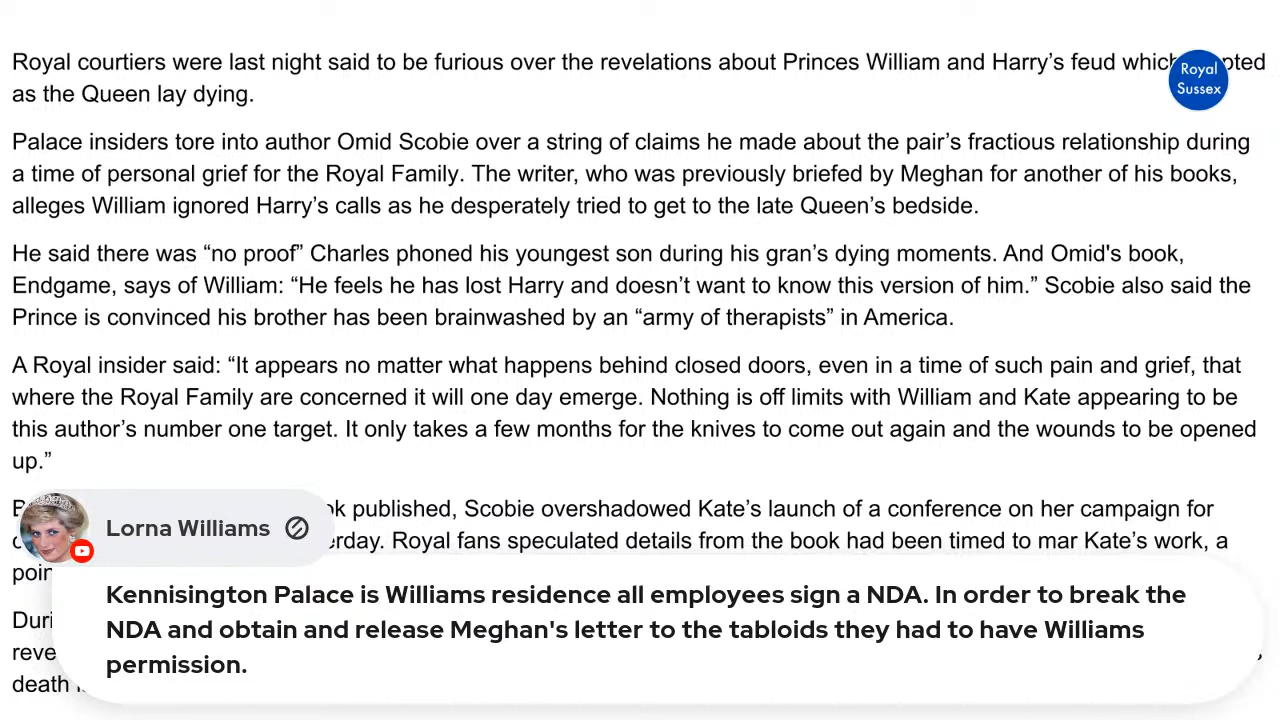 Royal courtiers were last night said to be furious over the revelations about Princes William and Harry's feud which
as the Queen lay dying.
Royal
Sussex
Palace insiders tore into author Omid Scobie over a string of claims he made about the pair's fractious relationship during
a time of personal grief for the Royal Family. The writer, who was previously briefed by Meghan for another of his books,
alleges William ignored Harry's calls as he desperately tried to get to the late Queen's bedside.
He said there was “no proof” Charles phoned his youngest son during his gran's dying moments. And Omid's book,
Endgame, says of William: “He feels he has lost Harry and doesn't want to know this version of him.” Scobie also said the
Prince is convinced his brother has been brainwashed by an “army of therapists” in America.
A Royal insider said: “It appears no matter what happens behind closed doors, even in a time of such pain and grief, that
where the Royal Family are concerned it will one day emerge. Nothing is off limits with William and Kate appearing to be
this author's number one target. It only takes a few months for the knives to come out again and the wounds to be opened
up.”
published, Scobie overshadowed Kate's launch of a conference on her campaign for
Royal fans speculated details from the book had been timed to mar Kate's work, a
Lorna Williams
Kennisington Palace is Williams residence all employees sign a NDA. In order to break the
NDA and obtain and release Meghan's letter to the tabloids they had to have Williams
permission.
death